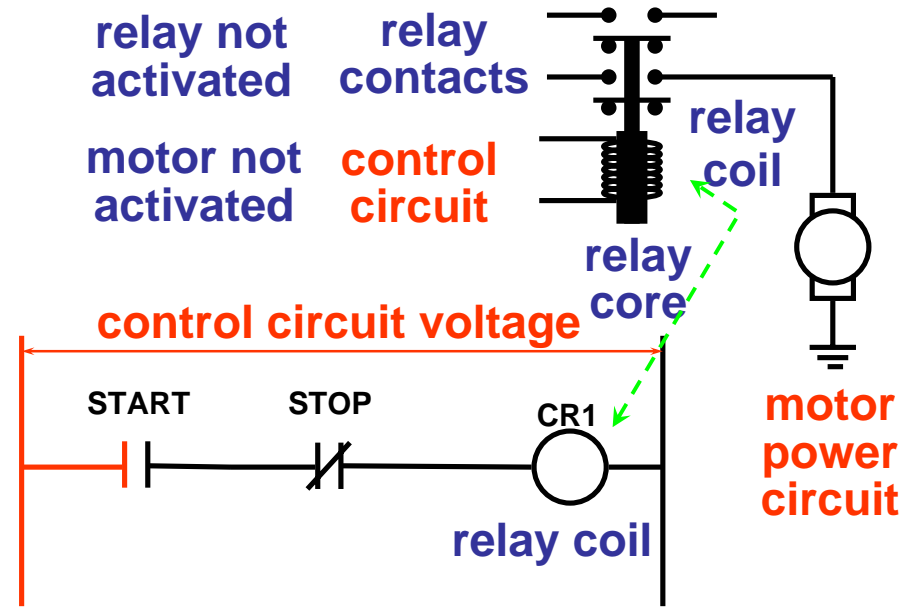 relay not
activated
relay
contacts
relay
coil
motor not
activated
control
circuit
relay
core
control circuit voltage
START
STOP
CR1
relay coil
motor
power
circuit